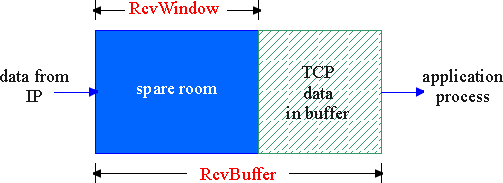 RcvWindow
data from
IP
spare room
TCP
data
in buffer
application
process
RcvBuffer